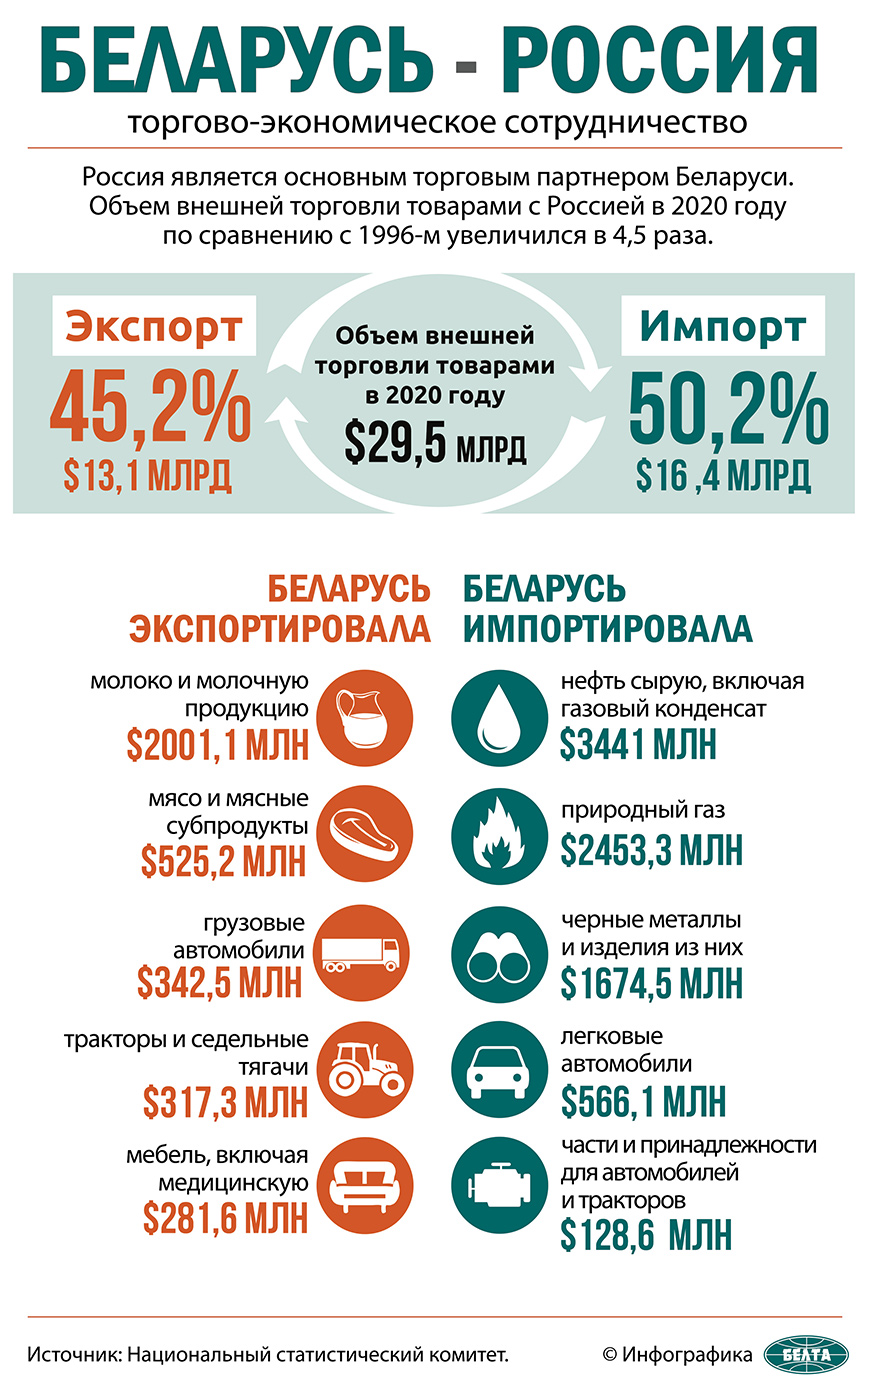 БЕЛАРУСЬ - РОССИЯ
торгово-экономическое сотрудничество
Россия является основным торговым партнером Беларуси.
Объем внешней торговли товарами с Россией в 2020 году
по сравнению с 1996-м увеличился в 4,5 раза.
Экспорт
45,2%
$13,1 МЛРД
Объем внешней
торговли товарами
в 2020 году
$29,5 МЛРД
Импорт
50,2%
$16 ,4 МЛРД
БЕЛАРУСЬ
ЭКСПОРТИРОВАЛА
молоко и молочную
продукцию
$2001,1 МЛН
мясо и мясные
субпродукты
$525,2 МЛН
грузовые
автомобили
$342,5 МЛН
тракторы и седельные
тягачи
$317,3 МЛН
мебель, включая
медицинскую
$281,6 МЛН
БЕЛАРУСЬ
ИМПОРТИРОВАЛА
нефть сырую, включая
газовый конденсат
$3441 МЛН
природный газ
$2453,3 МЛН
черные металлы
и изделия из них
$1674,5 МЛН
легковые
автомобили
$566,1 МЛН
части и принадлежности
для автомобилей
и тракторов
$128,6 МЛН
Источник: Национальный статистический комитет.
© Инфографика
БЕЛТА